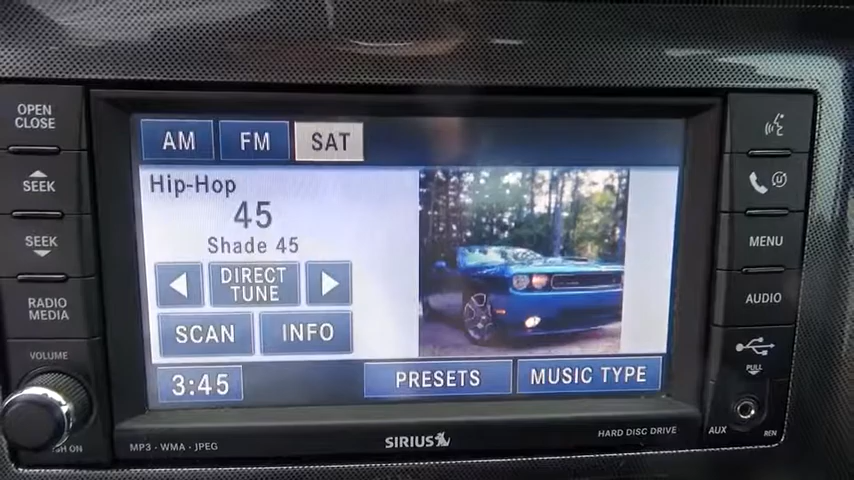 OPEN
CLOSE
SEEK
SEEK
RADIO
MEDIA
VOLUME
AM
FM
SAT
Hip-Hop
45
Shade 45
DIRECT
TUNE
SCAN
INFO
3:45
PRESETS
MUSIC TYPE
MENU
AUDIO
PULL
AUX
REN
MP3 · WMA · JPEG
SIRIUS
HARD DISC DRIVE